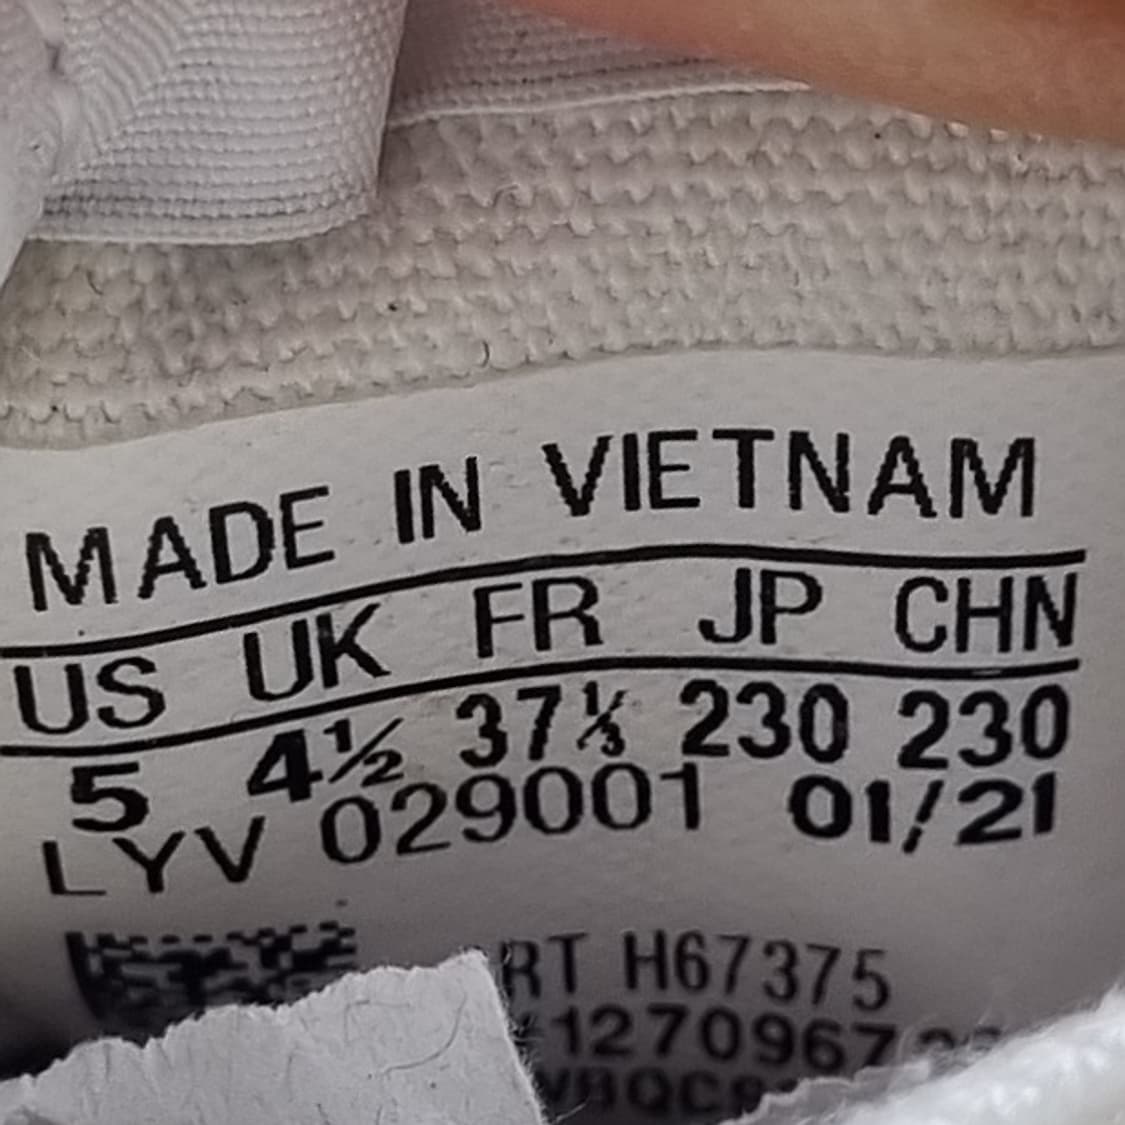 MADE IN VIETNAM
US UK FR JP CHN
5 4½ 37⅓ 230 230
LYV 029001 01/21
RT H67375
1270967